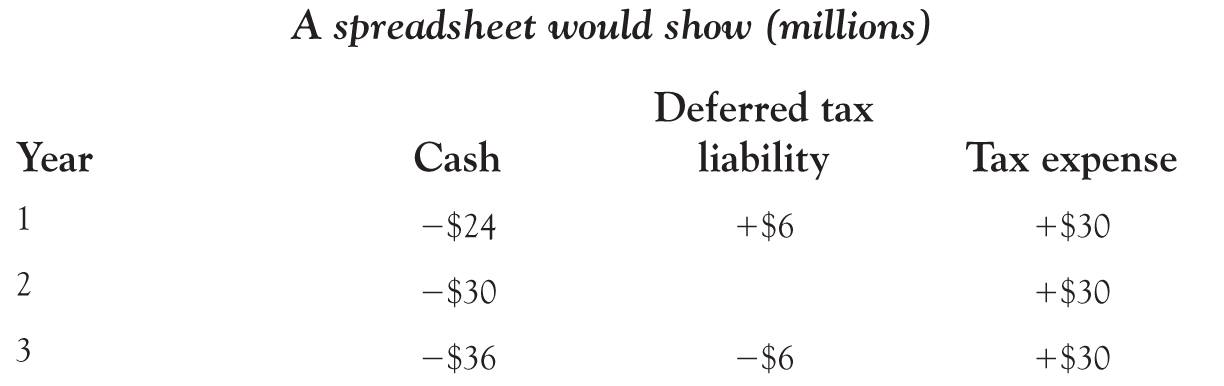 A spreadsheet would show (millions)
Deferred tax
Year Cash liability Tax expense
1 −$24 +$6 +$30
2 −$30 +$30
3 −$36 −$6 +$30